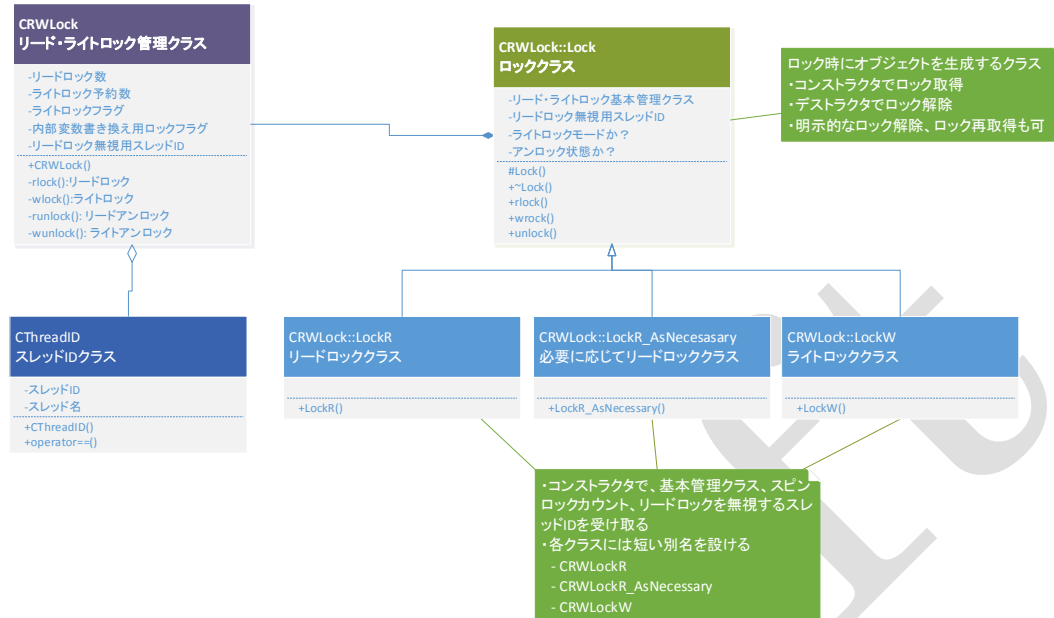 CRWLock
リード・ライトロック管理クラス
-リードロック数
-ライトロック予約数
-ライトロックフラグ
-内部変数書き換え用ロックフラグ
-リードロック無視用スレッドID
+CRWLock()
-rlock():リードロック
-wlock():ライトロック
-runlock(): リードアンロック
-wunlock(): ライトアンロック
CRWLock::Lock
ロッククラス
-リード・ライトロック基本管理クラス
-リードロック無視用スレッドID
-ライトロックモードか?
-アンロック状態か?
#Lock()
+~Lock()
+rlock()
+wrock()
+unlock()
ロック時にオブジェクトを生成するクラス
・コンストラクタでロック取得
・デストラクタでロック解除
・明示的なロック解除、ロック再取得も可
CThreadID
スレッドIDクラス
-スレッドID
-スレッド名
+CThreadID()
+operator==()
CRWLock::LockR
リードロッククラス
+LockR()
CRWLock::LockR_AsNecesasary
必要に応じてリードロッククラス
+LockR_AsNecessary()
CRWLock::LockW
ライトロッククラス
+LockW()
・コンストラクタで、基本管理クラス、スピン
ロックカウント、リードロックを無視するスレ
ッドIDを受け取る
・各クラスには短い別名を設ける
- CRWLockR
- CRWLockR_AsNecessary
- CRWLockW